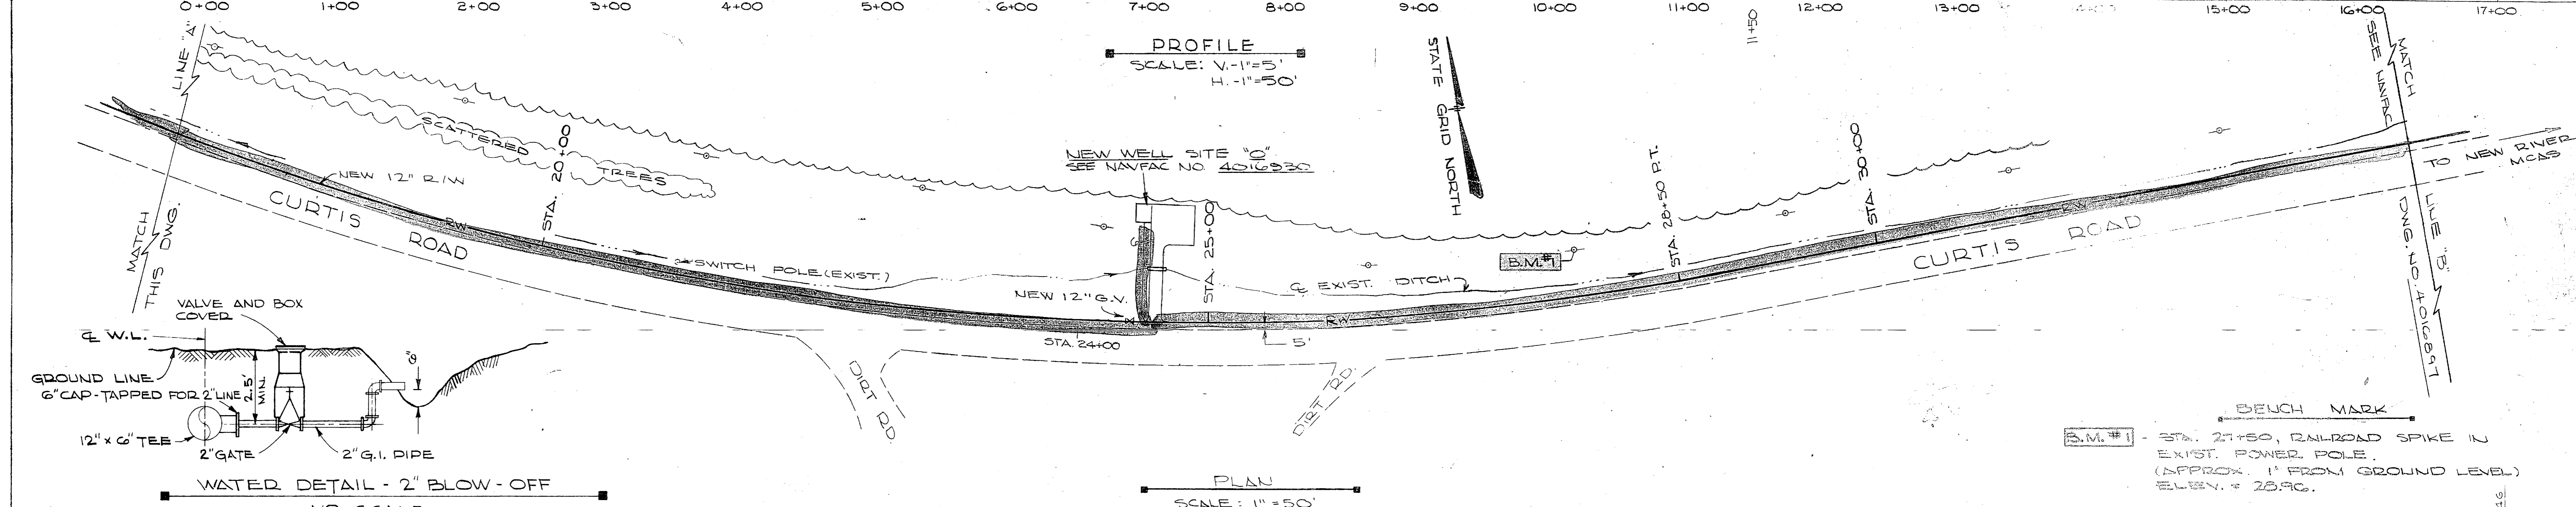 0+00 1+00 2+00 3+00 4+00 5+00 6+00 7+00 8+00 9+00 10+00 11+00 12+00 13+00 14+00 15+00 16+00 17+00
11+50
PROFILE
SCALE: V.-1"=5'
H.-1"=50'
LINE "A"
MATCH
THIS DWG.
SCATTERED
TREES
NEW 12" R/W
CURTIS ROAD
RW
STA. 20+00
SWITCH POLE (EXIST.)
NEW WELL SITE "O"
SEE NAVFAC NO. 4016930
NEW 12" G.V.
STA. 24+00
STA. 25+00
5'
RW
STATE GRID NORTH
B.M.#1
℄ EXIST. DITCH
STA. 28+50 P.T.
STA. 30+00
RW
CURTIS ROAD
DIRT RD.
DIRT RD.
MATCH
SEE NAVFAC
LINE "B"
DWG. NO. 4016897
TO NEW RIVER
MCAS
VALVE AND BOX
COVER
℄ W.L.
GROUND LINE
6" CAP-TAPPED FOR 2" LINE
2.5'
MIN.
12" x 6" TEE
2" GATE
2" G.I. PIPE
WATER DETAIL - 2" BLOW-OFF
PLAN
SCALE: 1"=50'
BENCH MARK
B.M.#1 - STA. 27+50, RAILROAD SPIKE IN
EXIST. POWER POLE.
(APPROX. 1' FROM GROUND LEVEL)
ELEV. = 28.96.